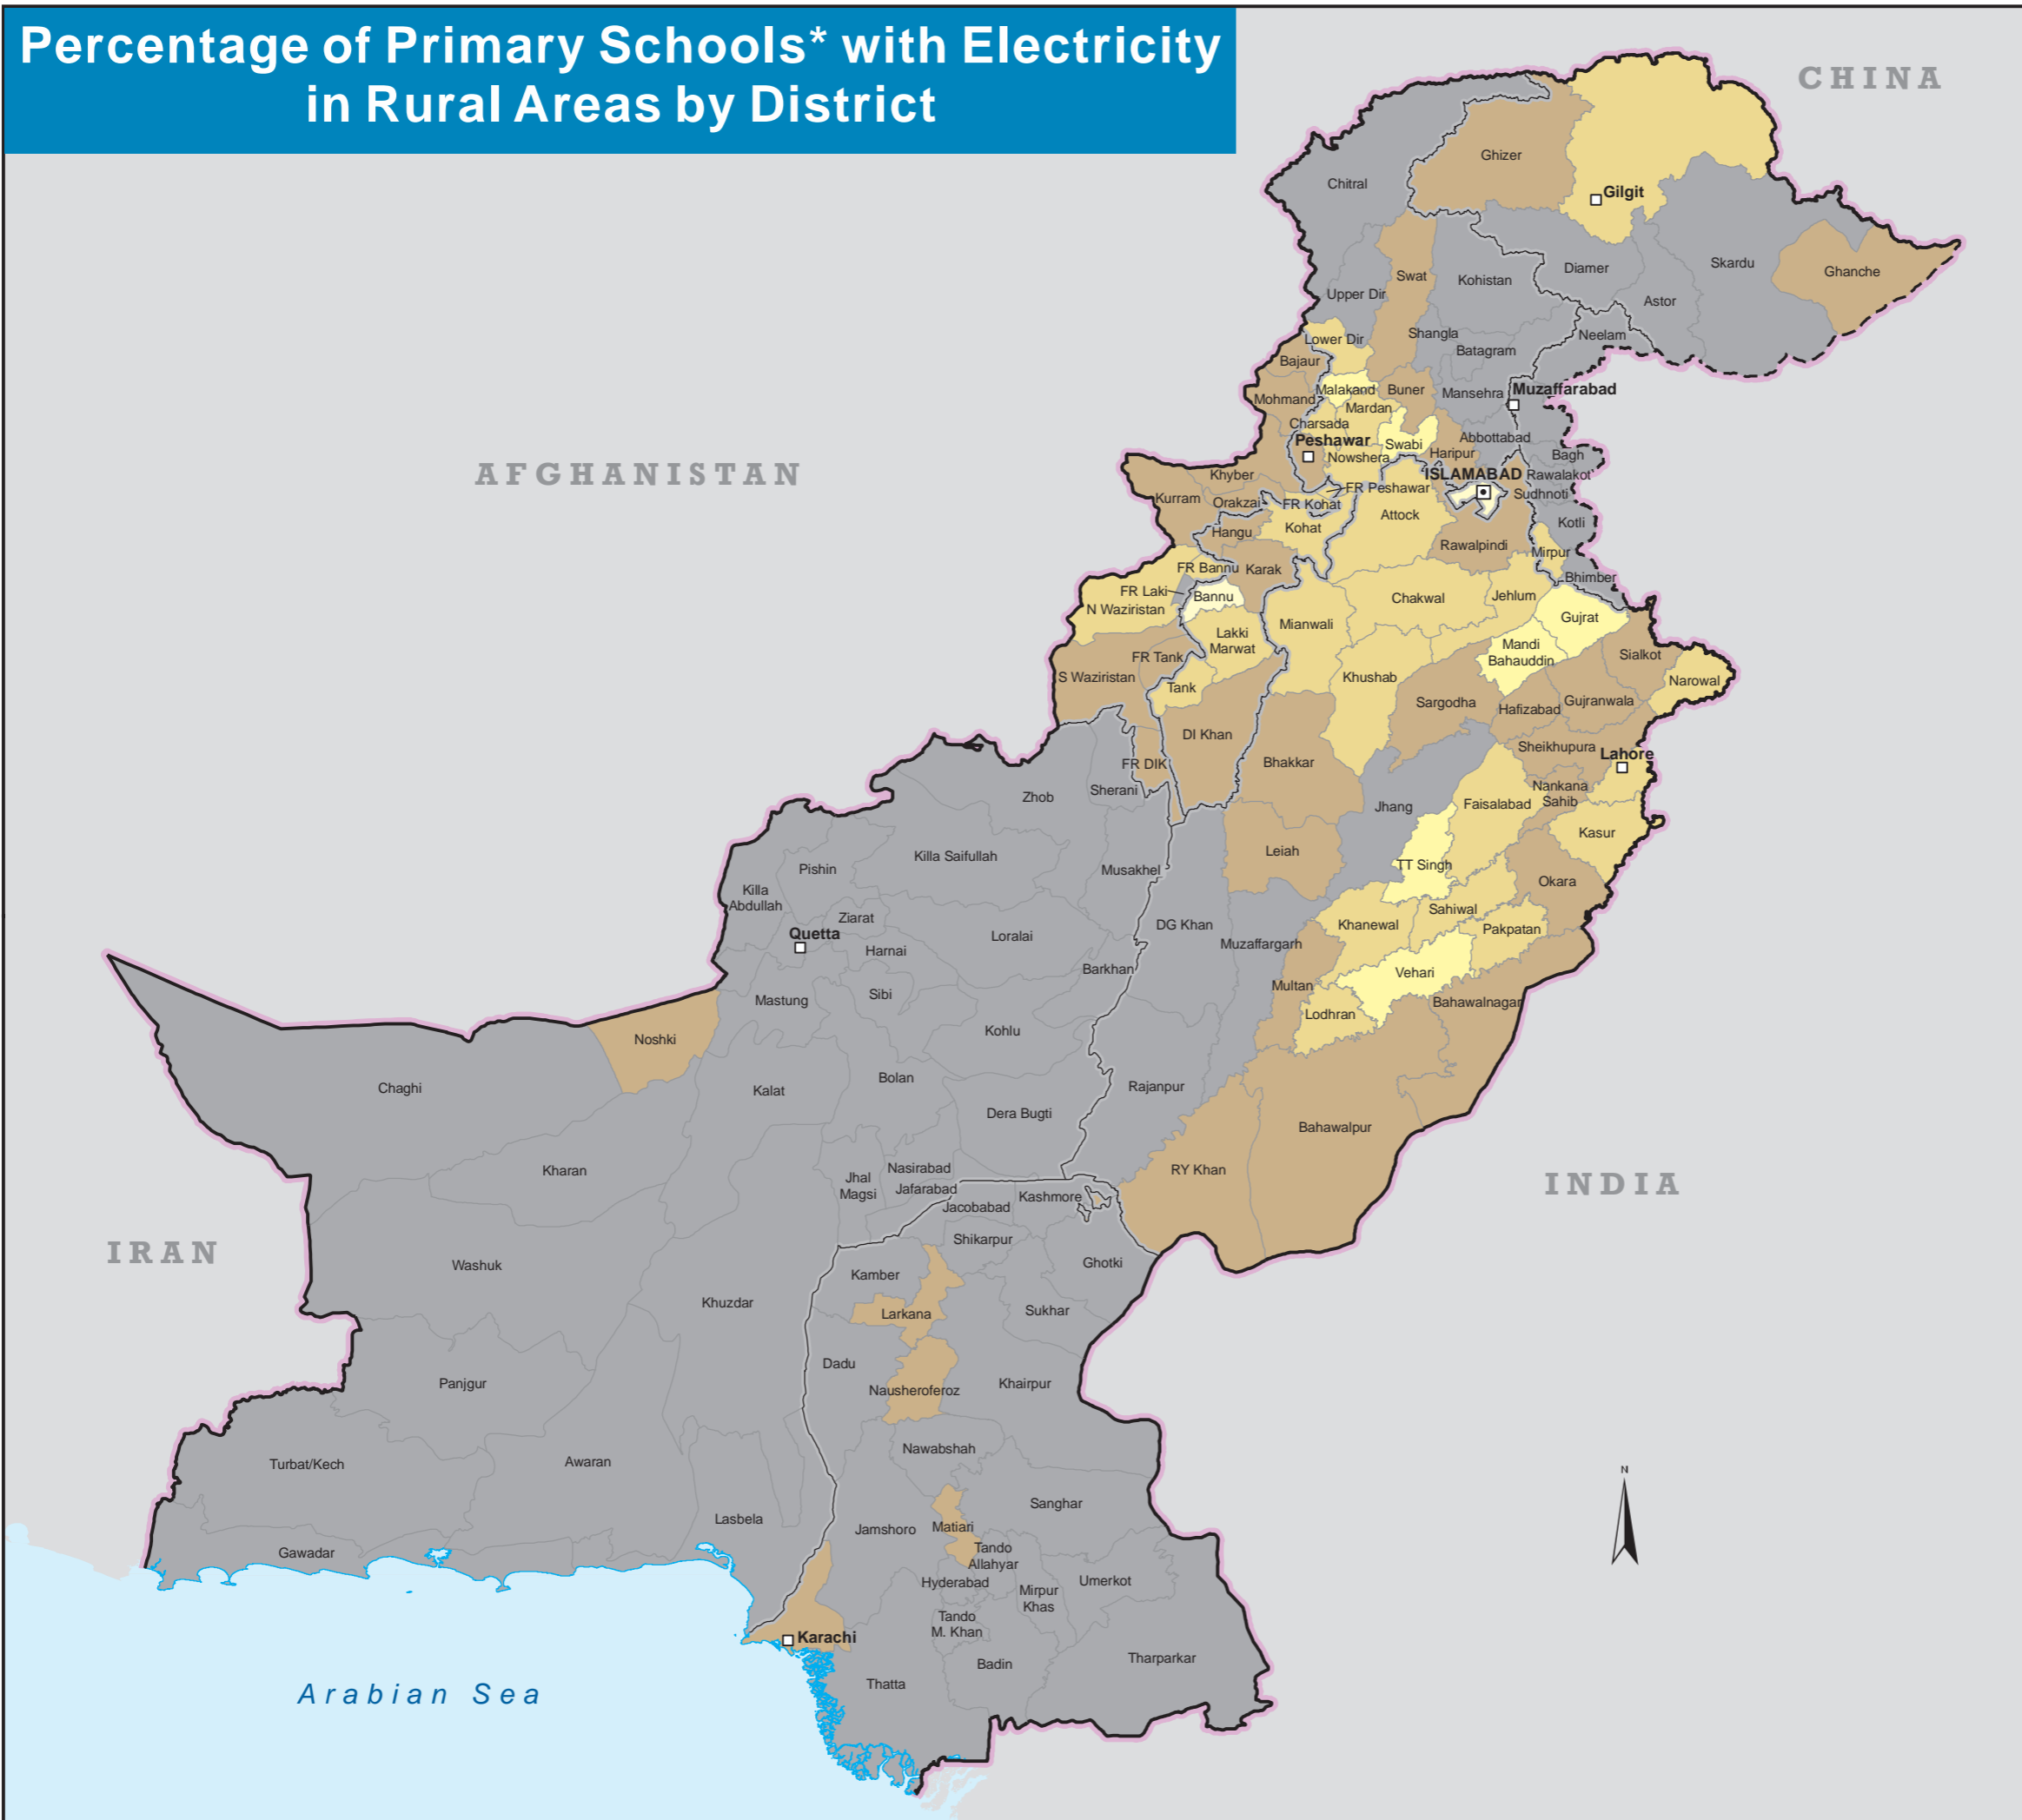 Percentage of Primary Schools* with Electricity
in Rural Areas by District
CHINA
AFGHANISTAN
IRAN
INDIA
Arabian Sea
N
Chitral
Ghizer
Gilgit
Upper Dir
Swat
Kohistan
Diamer
Skardu
Ghanche
Astor
Lower Dir
Shangla
Neelam
Bajaur
Batagram
Malakand
Buner
Mansehra
Muzaffarabad
Mohmand
Mardan
Charsada
Peshawar
Swabi
Abbottabad
Nowshera
Haripur
Bagh
Khyber
ISLAMABAD
Rawalakot
Kurram
Orakzai
FR Peshawar
Sudhnoti
FR Kohat
Attock
Kotli
Hangu
Kohat
Rawalpindi
Mirpur
FR Bannu
Karak
Bhimber
FR Laki
Bannu
Chakwal
Jehlum
N Waziristan
Mianwali
Gujrat
Lakki
Marwat
Mandi
Bahauddin
FR Tank
Sialkot
S Waziristan
Tank
Khushab
Narowal
Sargodha
Hafizabad
Gujranwala
DI Khan
Sheikhupura
Lahore
FR DIK
Bhakkar
Nankana
Sahib
Sherani
Zhob
Jhang
Faisalabad
Kasur
Killa Saifullah
Leiah
TT Singh
Pishin
Musakhel
Okara
Killa
Abdullah
Ziarat
DG Khan
Sahiwal
Khanewal
Pakpatan
Quetta
Harnai
Loralai
Muzaffargarh
Barkhan
Vehari
Mastung
Sibi
Multan
Bahawalnagar
Lodhran
Noshki
Kohlu
Chaghi
Kalat
Bolan
Rajanpur
Dera Bugti
Bahawalpur
Kharan
Nasirabad
RY Khan
Jhal
Magsi
Jafarabad
Kashmore
Jacobabad
Shikarpur
Washuk
Kamber
Ghotki
Khuzdar
Larkana
Sukhar
Dadu
Panjgur
Nausheroferoz
Khairpur
Nawabshah
Turbat/Kech
Awaran
Sanghar
Lasbela
Jamshoro
Matiari
Gawadar
Tando
Allahyar
Hyderabad
Umerkot
Mirpur
Khas
Tando
M. Khan
Karachi
Badin
Tharparkar
Thatta